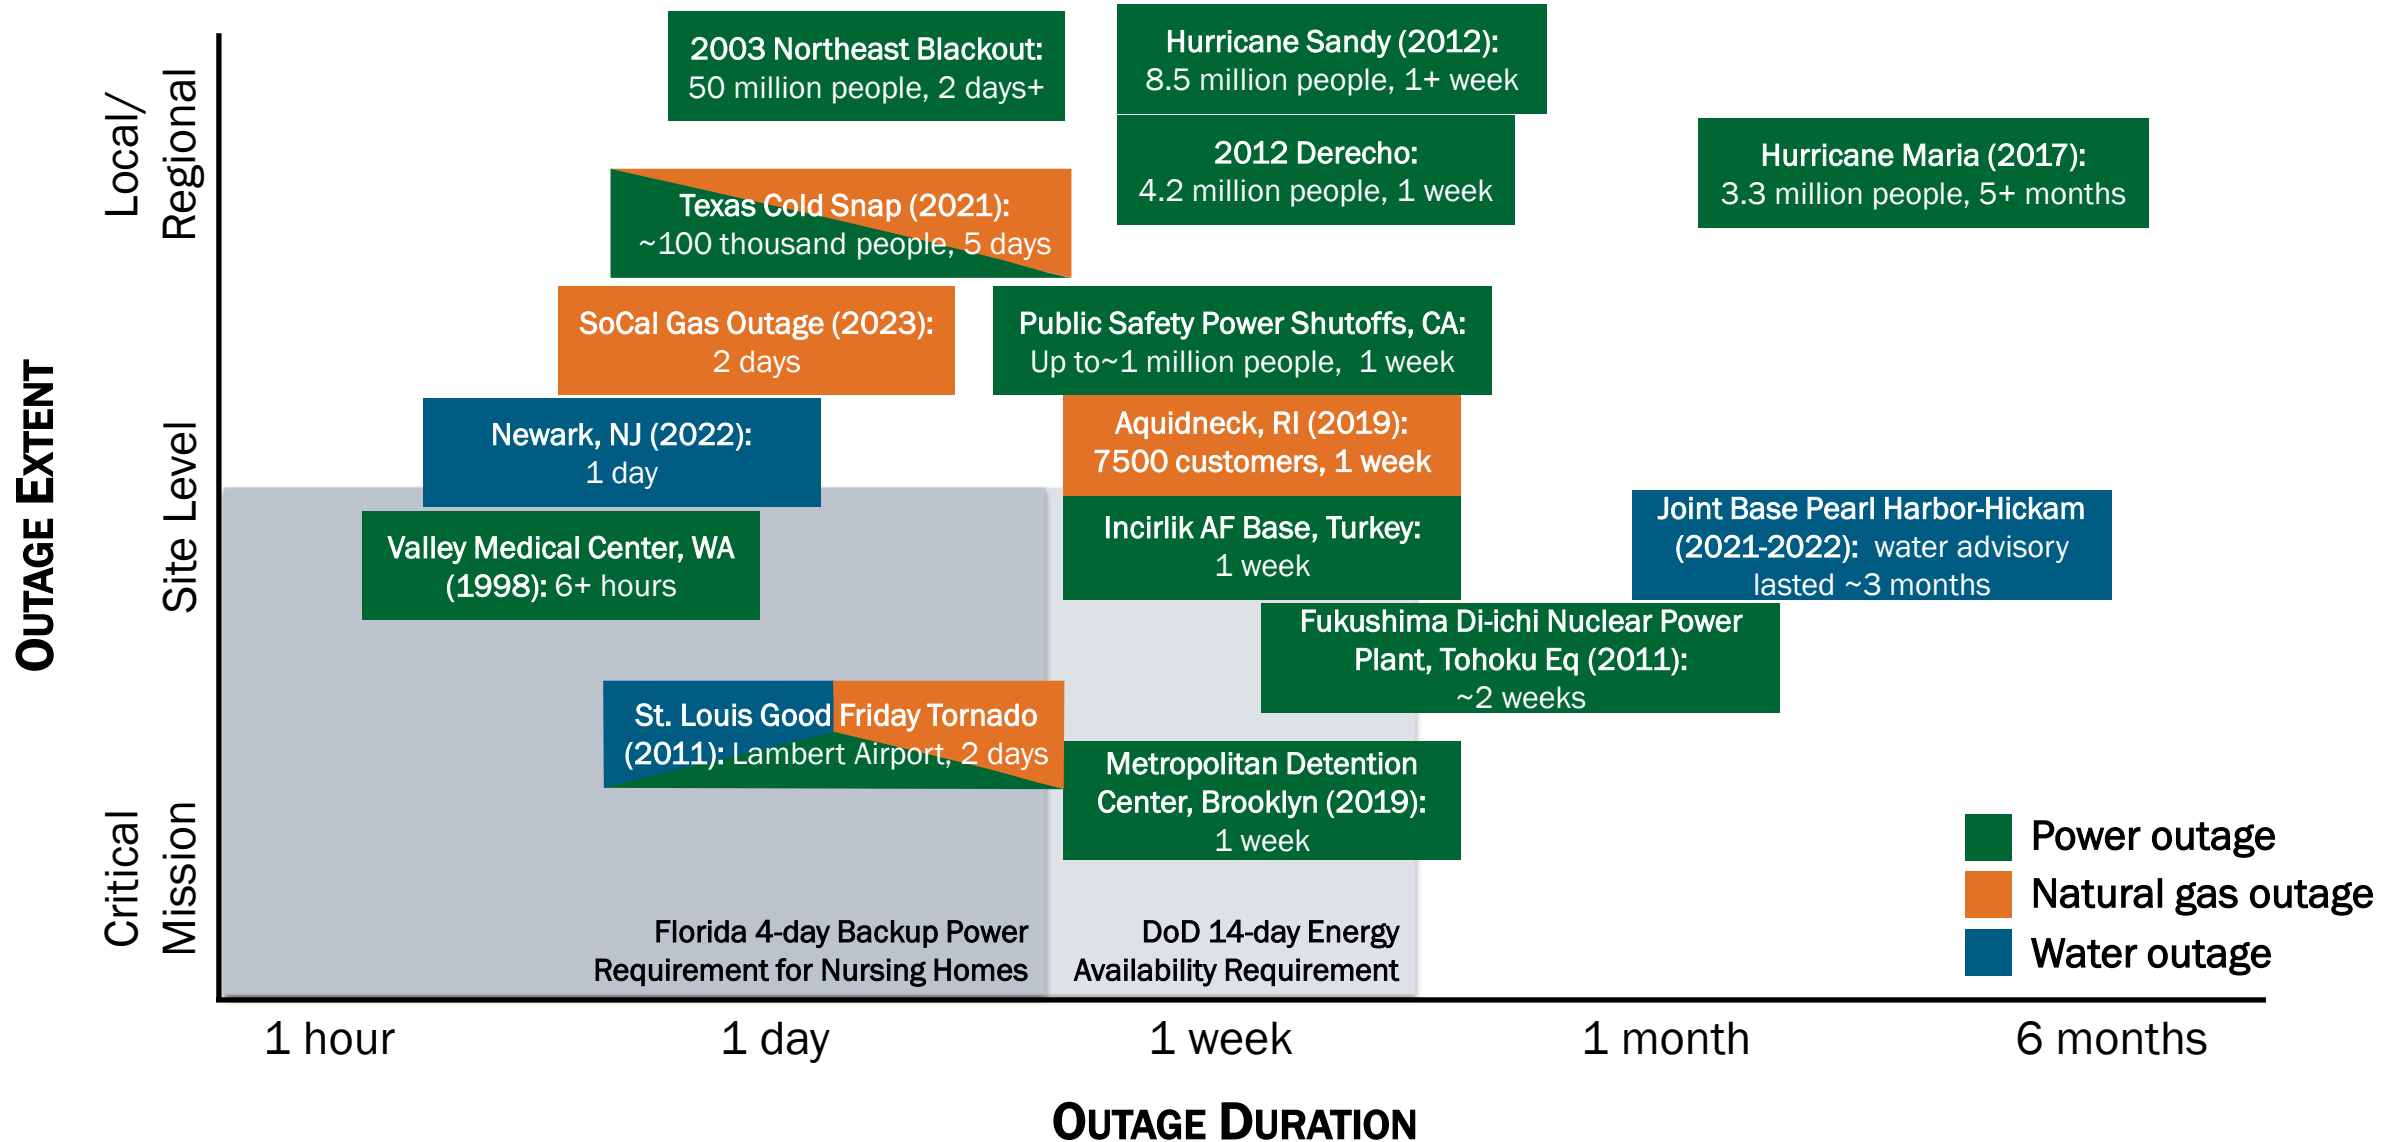 2003 Northeast Blackout:
50 million people, 2 days+
Hurricane Sandy (2012):
8.5 million people, 1+ week
2012 Derecho:
4.2 million people, 1 week
Hurricane Maria (2017):
3.3 million people, 5+ months
Texas Cold Snap (2021):
~100 thousand people, 5 days
SoCal Gas Outage (2023):
2 days
Public Safety Power Shutoffs, CA:
Up to~1 million people, 1 week
Newark, NJ (2022):
1 day
Aquidneck, RI (2019):
7500 customers, 1 week
Valley Medical Center, WA
(1998): 6+ hours
Incirlik AF Base, Turkey:
1 week
Joint Base Pearl Harbor-Hickam
(2021-2022): water advisory
lasted ~3 months
Fukushima Di-ichi Nuclear Power
Plant, Tohoku Eq (2011):
~2 weeks
St. Louis Good Friday Tornado
(2011): Lambert Airport, 2 days
Metropolitan Detention
Center, Brooklyn (2019):
1 week
Florida 4-day Backup Power
Requirement for Nursing Homes
DoD 14-day Energy
Availability Requirement
Power outage
Natural gas outage
Water outage
OUTAGE EXTENT
Local/
Regional
Site Level
Critical
Mission
1 hour
1 day
1 week
1 month
6 months
OUTAGE DURATION